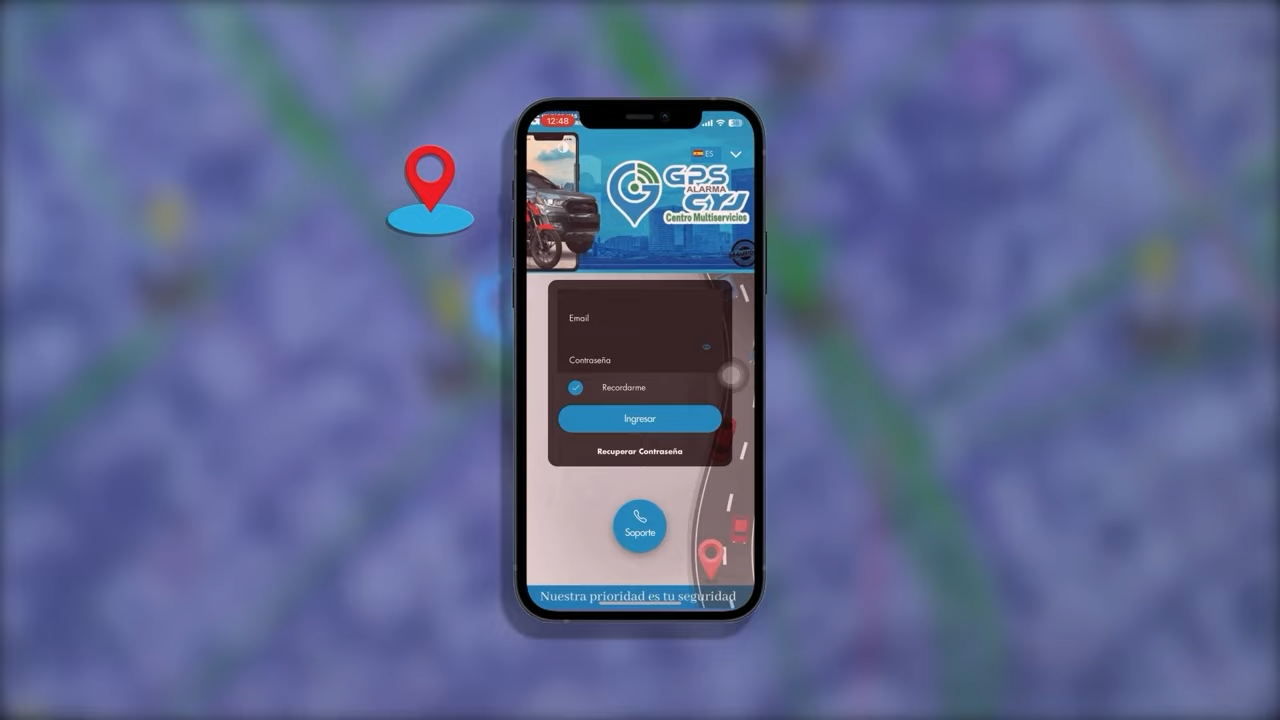 12:48
ES
GPS
ALARMA
CYJ
Centro Multiservicios
Email
Contraseña
Recordarme
Ingresar
Recuperar Contraseña
Soporte
Nuestra prioridad es tu seguridad